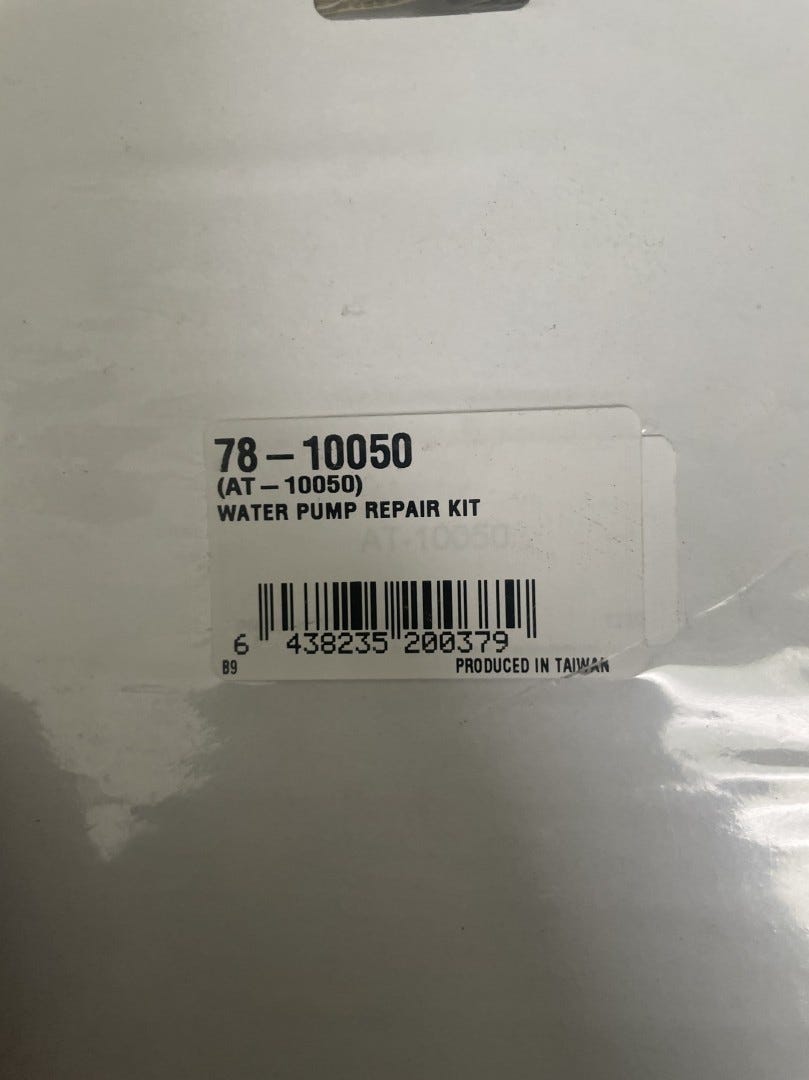 78-10050
(AT-10050)
WATER PUMP REPAIR KIT
AT-10050
6 438235 200379
B9
PRODUCED IN TAIWAN